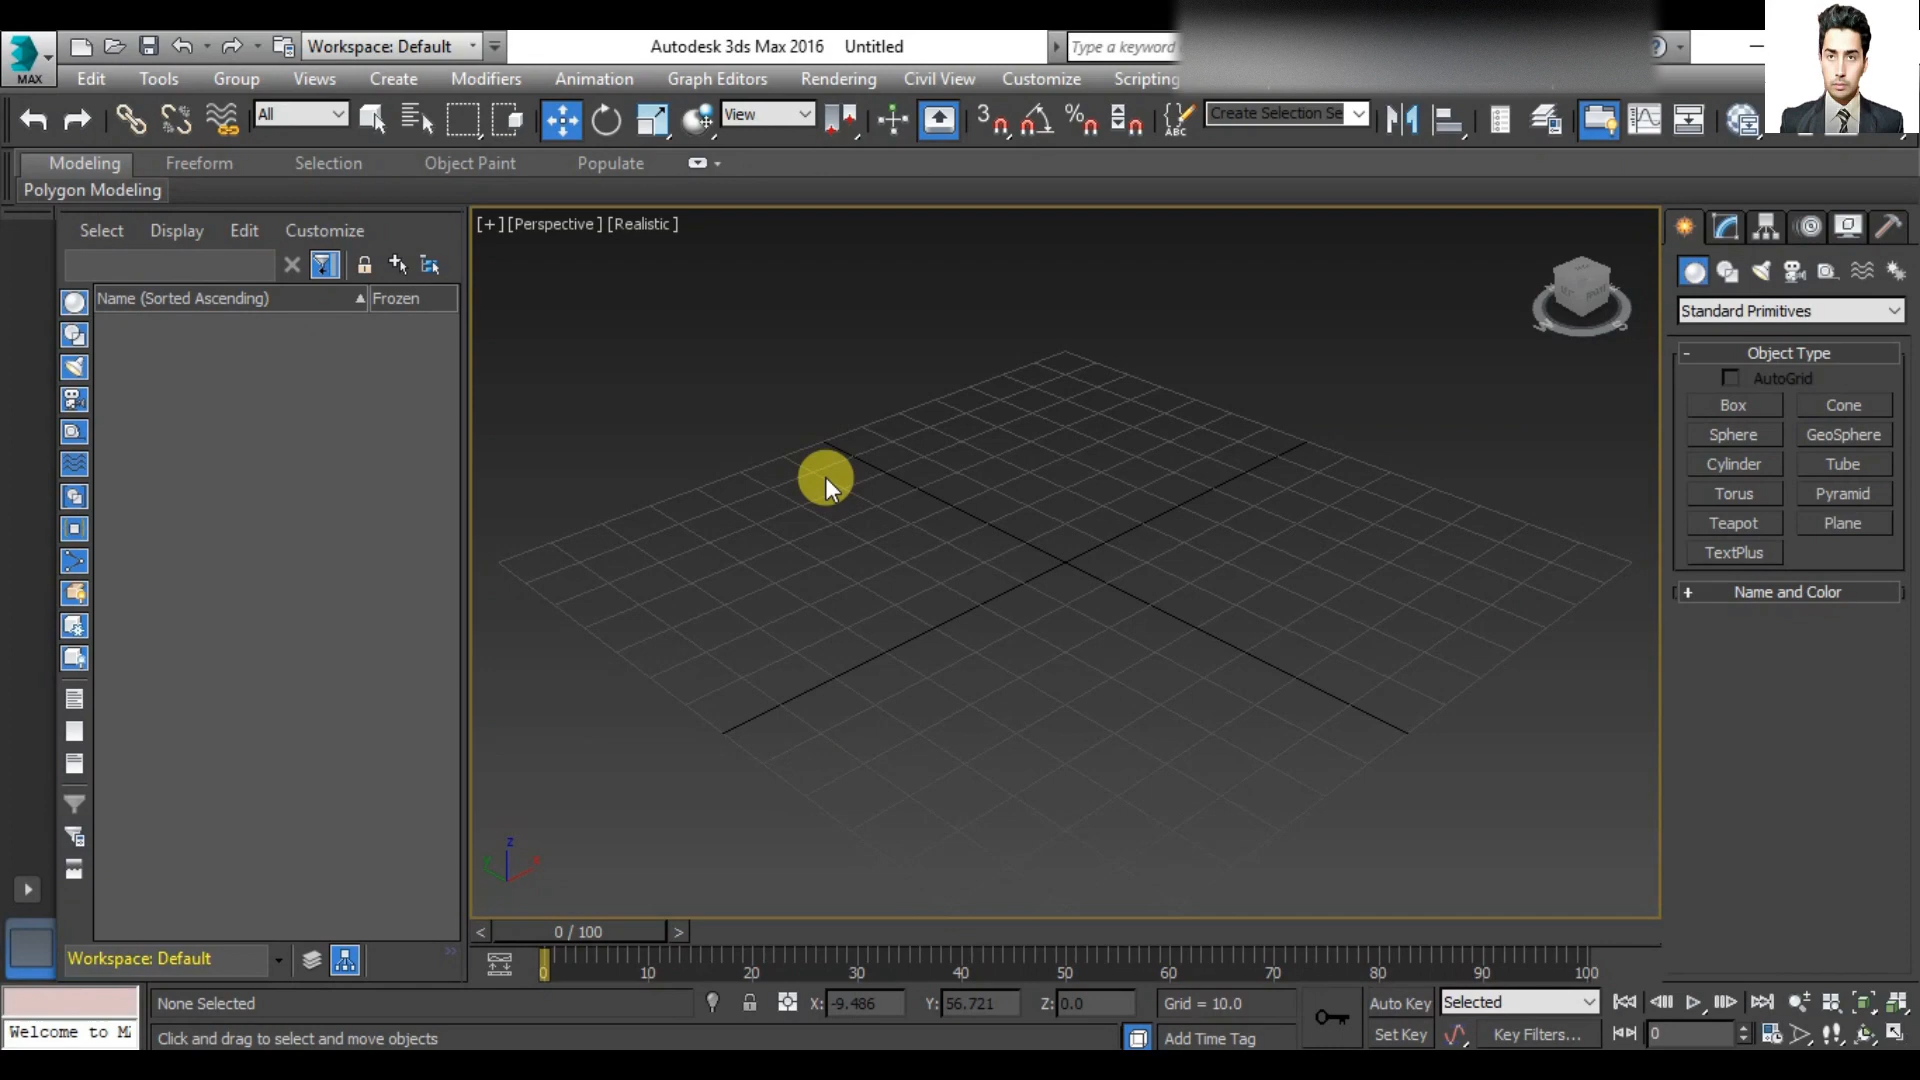 Workspace: Default
Autodesk 3ds Max 2016 Untitled
Type a keyword
MAX
Edit Tools Group Views Create Modifiers Animation Graph Editors Rendering Civil View Customize Scripting
All
View
3
%
ABC
Create Selection Se
Modeling Freeform Selection Object Paint Populate
Polygon Modeling
Select Display Edit Customize
Name (Sorted Ascending) Frozen
[+] [Perspective] [Realistic]
Standard Primitives
- Object Type
AutoGrid
Box Cone
Sphere GeoSphere
Cylinder Tube
Torus Pyramid
Teapot Plane
TextPlus
+ Name and Color
z
< 0 / 100 >
Workspace: Default
0 10 20 30 40 50 60 70 80 90 100
None Selected X: -9.486 Y: 56.721 Z: 0.0 Grid = 10.0 Auto Key Selected
Welcome to M
Click and drag to select and move objects Add Time Tag Set Key Key Filters... 0